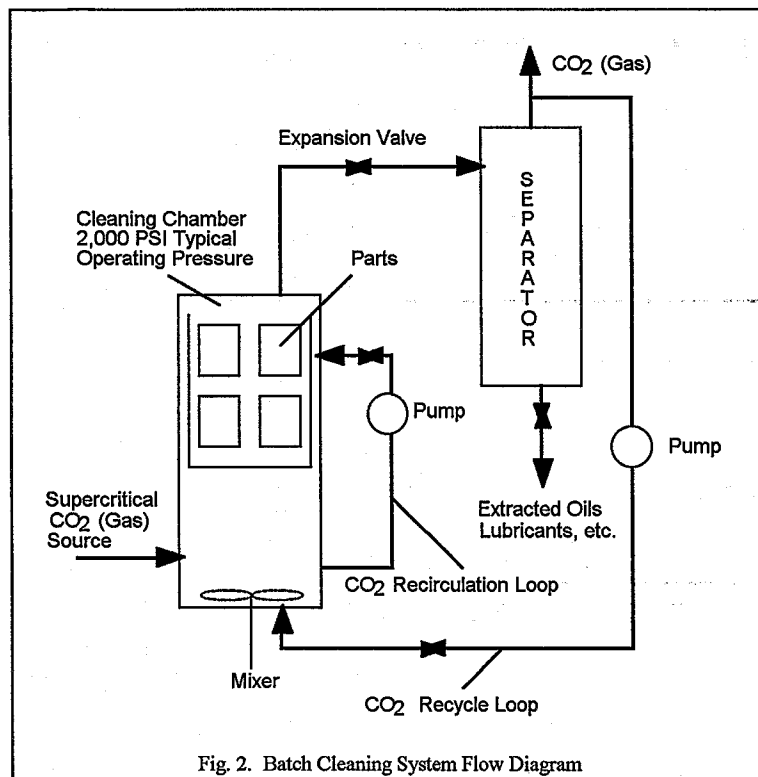 CO2 (Gas)
Expansion Valve
SEPARATOR
Cleaning Chamber
2,000 PSI Typical
Operating Pressure
Parts
Pump
Pump
Supercritical
CO2 (Gas)
Source
Extracted Oils
Lubricants, etc.
CO2 Recirculation Loop
Mixer
CO2 Recycle Loop
Fig. 2. Batch Cleaning System Flow Diagram